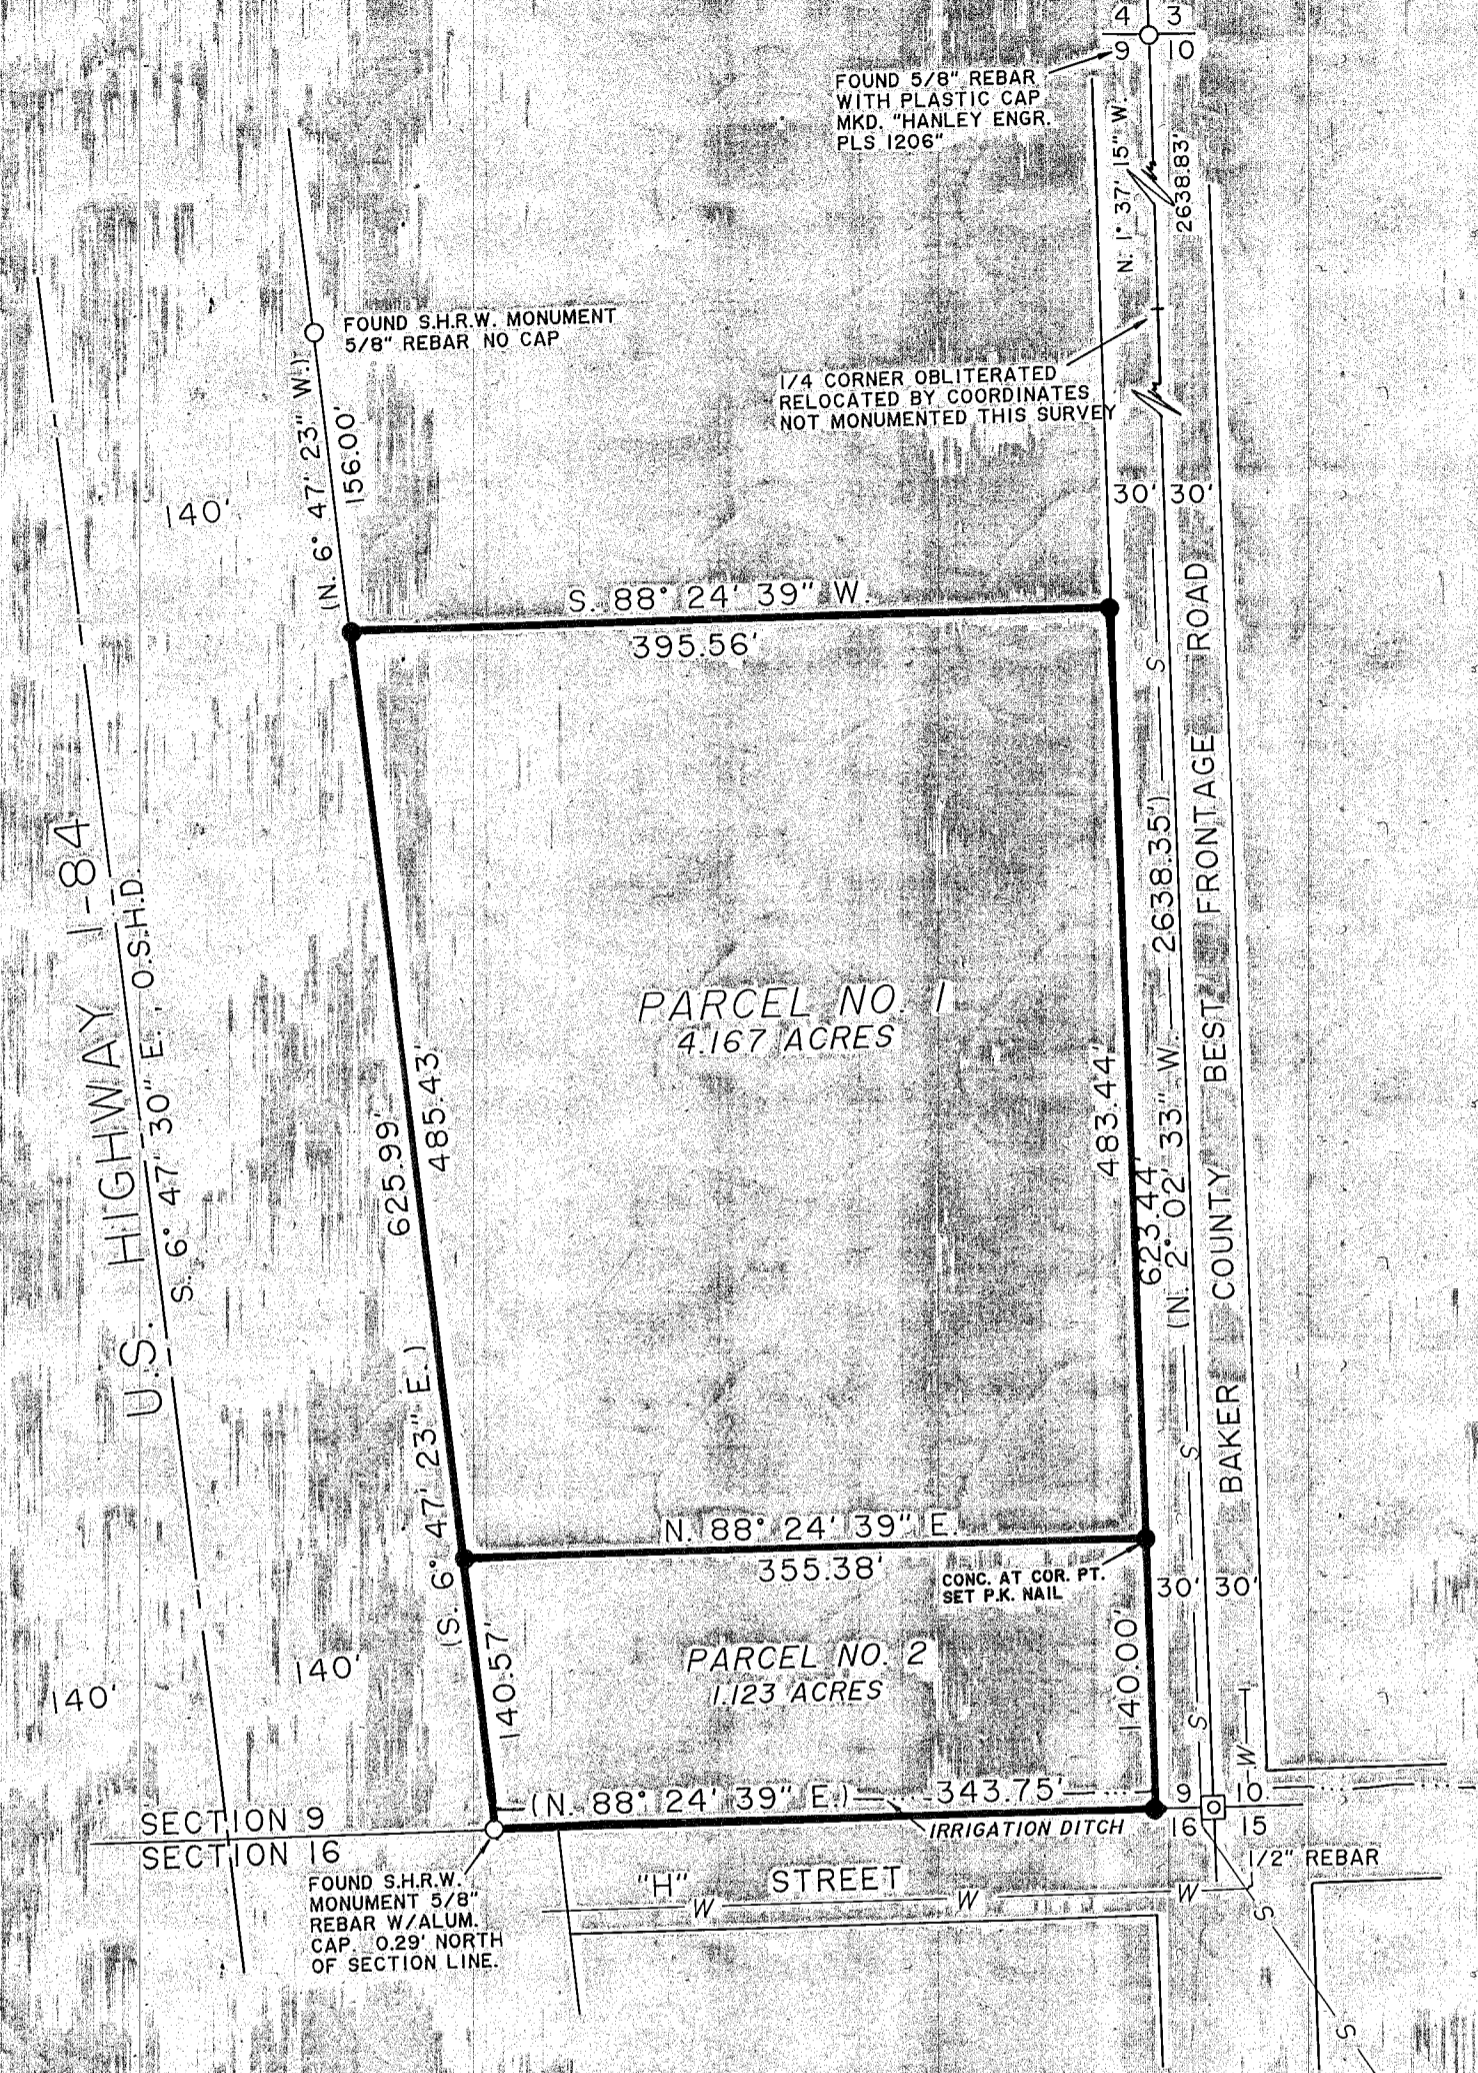 4 3
9 10
FOUND 5/8" REBAR
WITH PLASTIC CAP
MKD. "HANLEY ENGR.
PLS 1206"
N. 1° 37' 15" W.
2638.83'
FOUND S.H.R.W. MONUMENT
5/8" REBAR NO CAP
1/4 CORNER OBLITERATED
RELOCATED BY COORDINATES
NOT MONUMENTED THIS SURVEY
(N. 6° 47' 23" W.)
156.00'
140'
30' 30'
S. 88° 24' 39" W.
395.56'
S
U.S. HIGHWAY I-84
S. 6° 47' 30" E., O.S.H.D.
PARCEL NO. 1
4.167 ACRES
625.99'
485.43'
(S. 6° 47' 23" E.)
483.44'
623.44'
(N. 2° 02' 33" W. 2638.35')
BAKER COUNTY BEST FRONTAGE ROAD
S
N. 88° 24' 39" E.
355.38'
CONC. AT COR. PT.
SET P.K. NAIL
30' 30'
140.57'
140.00'
PARCEL NO. 2
1.123 ACRES
140'
140'
S
W T
(N. 88° 24' 39" E.) 343.75'
9 10
16 15
IRRIGATION DITCH
SECTION 9
SECTION 16
1/2" REBAR
FOUND S.H.R.W.
MONUMENT 5/8"
REBAR W/ALUM.
CAP. 0.29' NORTH
OF SECTION LINE.
"H" STREET
W W W
S
S